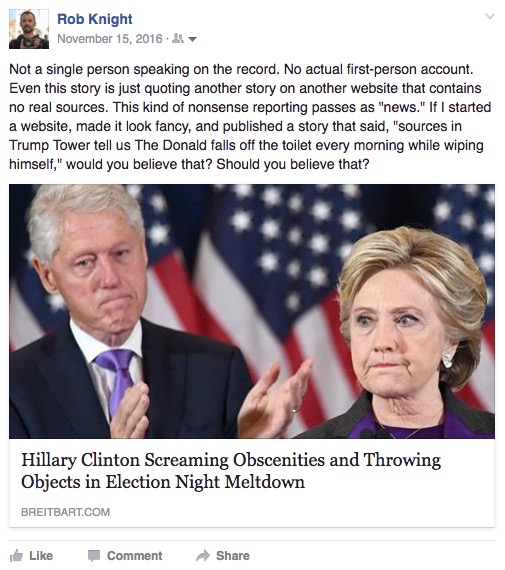 Rob Knight
November 15, 2016 ·
Not a single person speaking on the record. No actual first-person account.
Even this story is just quoting another story on another website that contains
no real sources. This kind of nonsense reporting passes as "news." If I started
a website, made it look fancy, and published a story that said, "sources in
Trump Tower tell us The Donald falls off the toilet every morning while wiping
himself," would you believe that? Should you believe that?
Hillary Clinton Screaming Obscenities and Throwing
Objects in Election Night Meltdown
BREITBART.COM
Like Comment Share